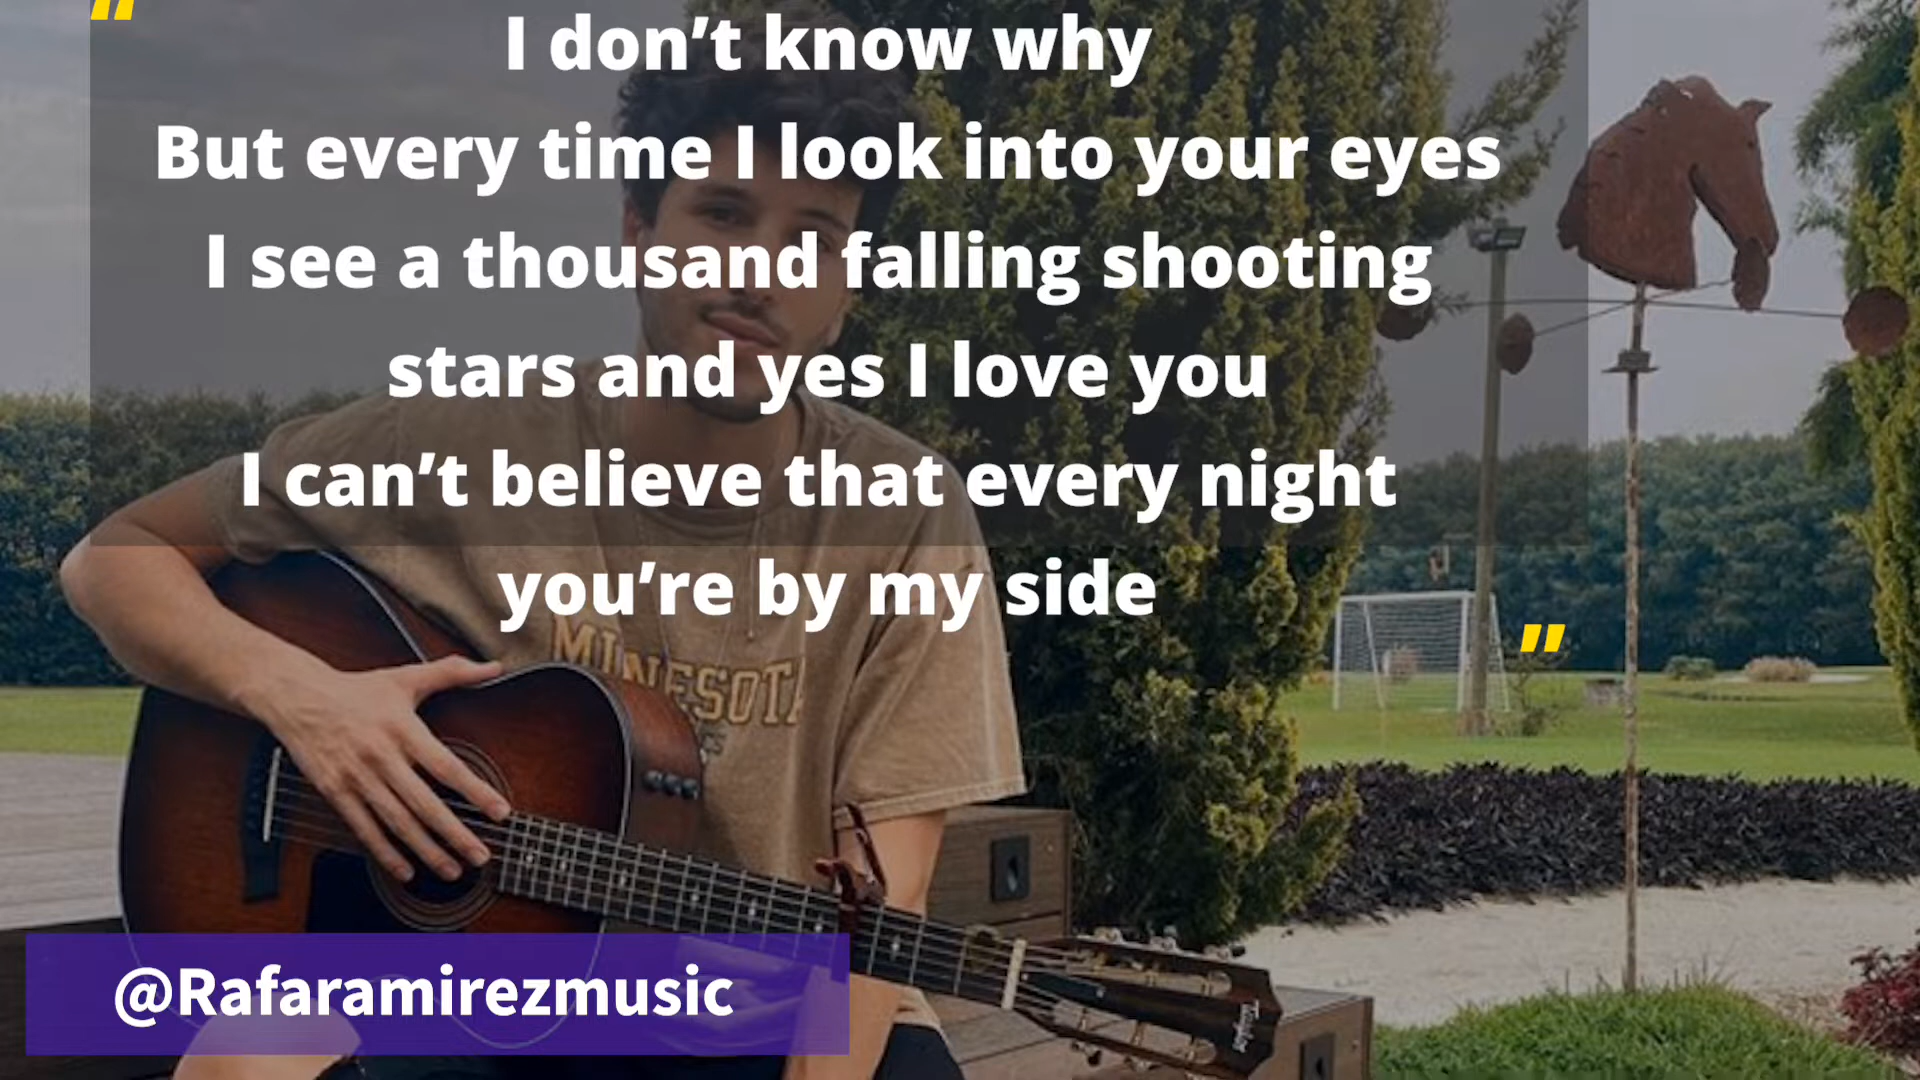 "
I don't know why
But every time I look into your eyes
I see a thousand falling shooting
stars and yes I love you
I can't believe that every night
you're by my side
"
MINESOTA
@Rafaramirezmusic